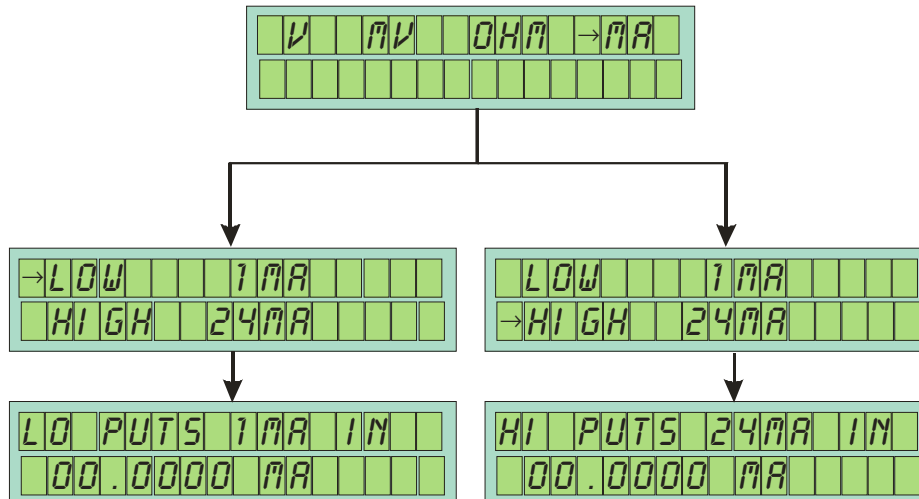 V MV OHM →MA
→LOW 1MA
HIGH 24MA
LOW 1MA
→HIGH 24MA
LO PUTS 1MA IN
00.0000 MA
HI PUTS 24MA IN
00.0000 MA